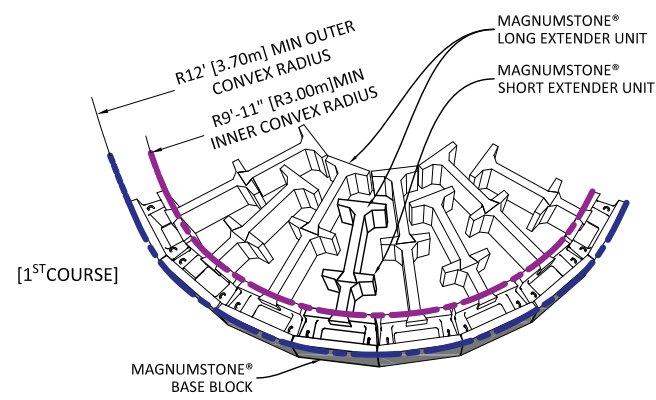 MAGNUMSTONE®
LONG EXTENDER UNIT
MAGNUMSTONE®
SHORT EXTENDER UNIT
R12' [3.70m] MIN OUTER
CONVEX RADIUS
R9'-11" [R3.00m]MIN
INNER CONVEX RADIUS
[1STCOURSE]
MAGNUMSTONE®
BASE BLOCK